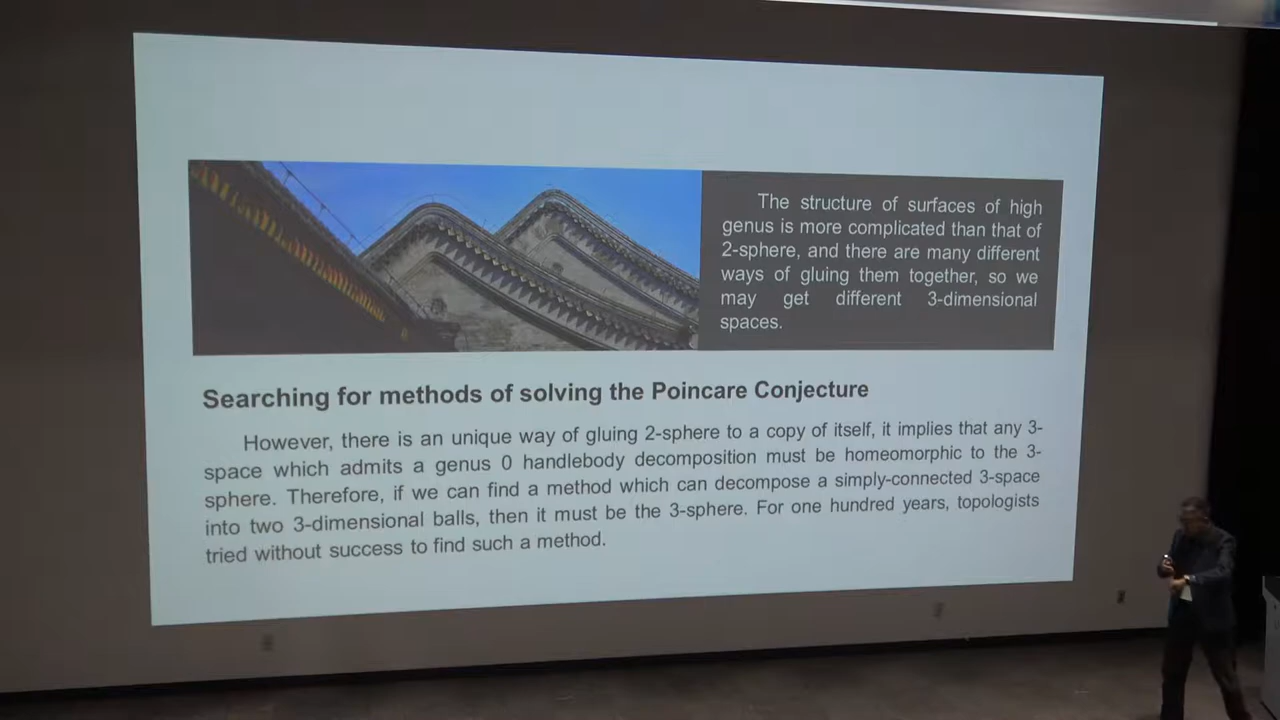 The structure of surfaces of high
genus is more complicated than that of
2-sphere, and there are many different
ways of gluing them together, so we
may get different 3-dimensional
spaces.
Searching for methods of solving the Poincare Conjecture
However, there is an unique way of gluing 2-sphere to a copy of itself, it implies that any 3-
space which admits a genus 0 handlebody decomposition must be homeomorphic to the 3-
sphere. Therefore, if we can find a method which can decompose a simply-connected 3-space
into two 3-dimensional balls, then it must be the 3-sphere. For one hundred years, topologists
tried without success to find such a method.